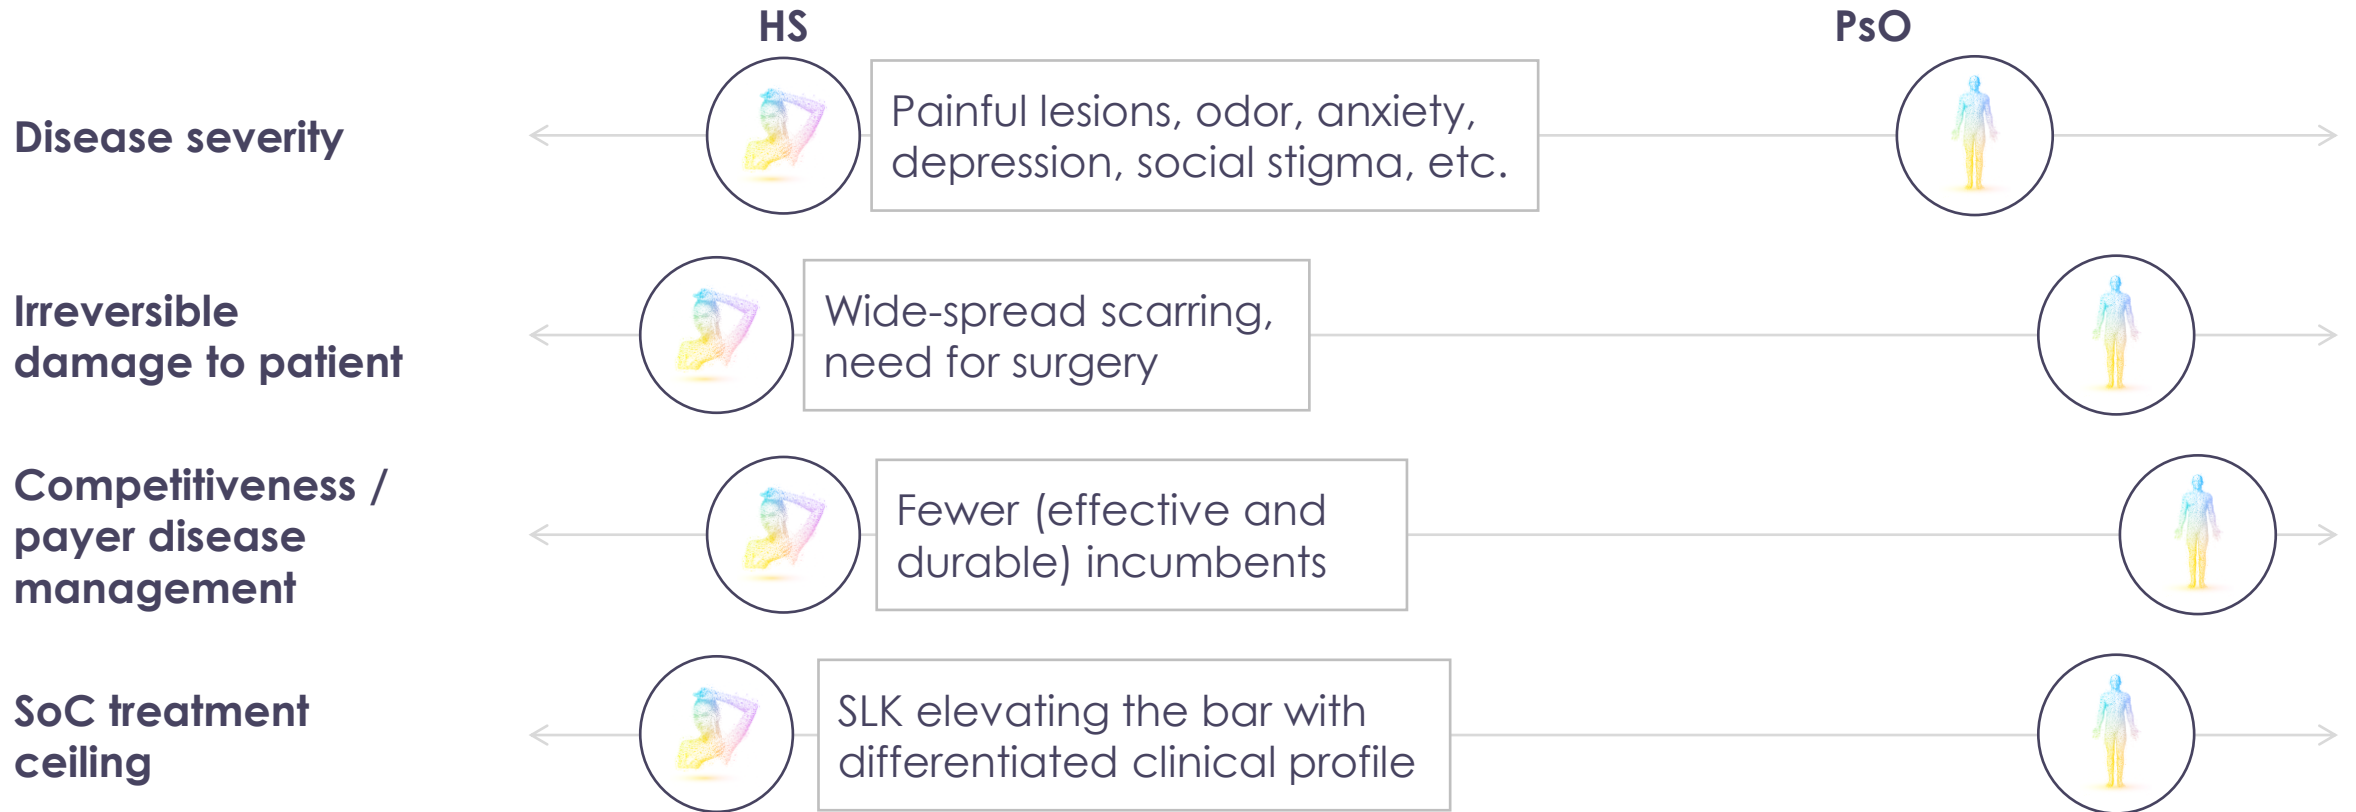 HS
PsO
Disease severity
Painful lesions, odor, anxiety,
depression, social stigma, etc.
Irreversible
damage to patient
Wide-spread scarring,
need for surgery
Competitiveness /
payer disease
management
Fewer (effective and
durable) incumbents
SoC treatment
ceiling
SLK elevating the bar with
differentiated clinical profile